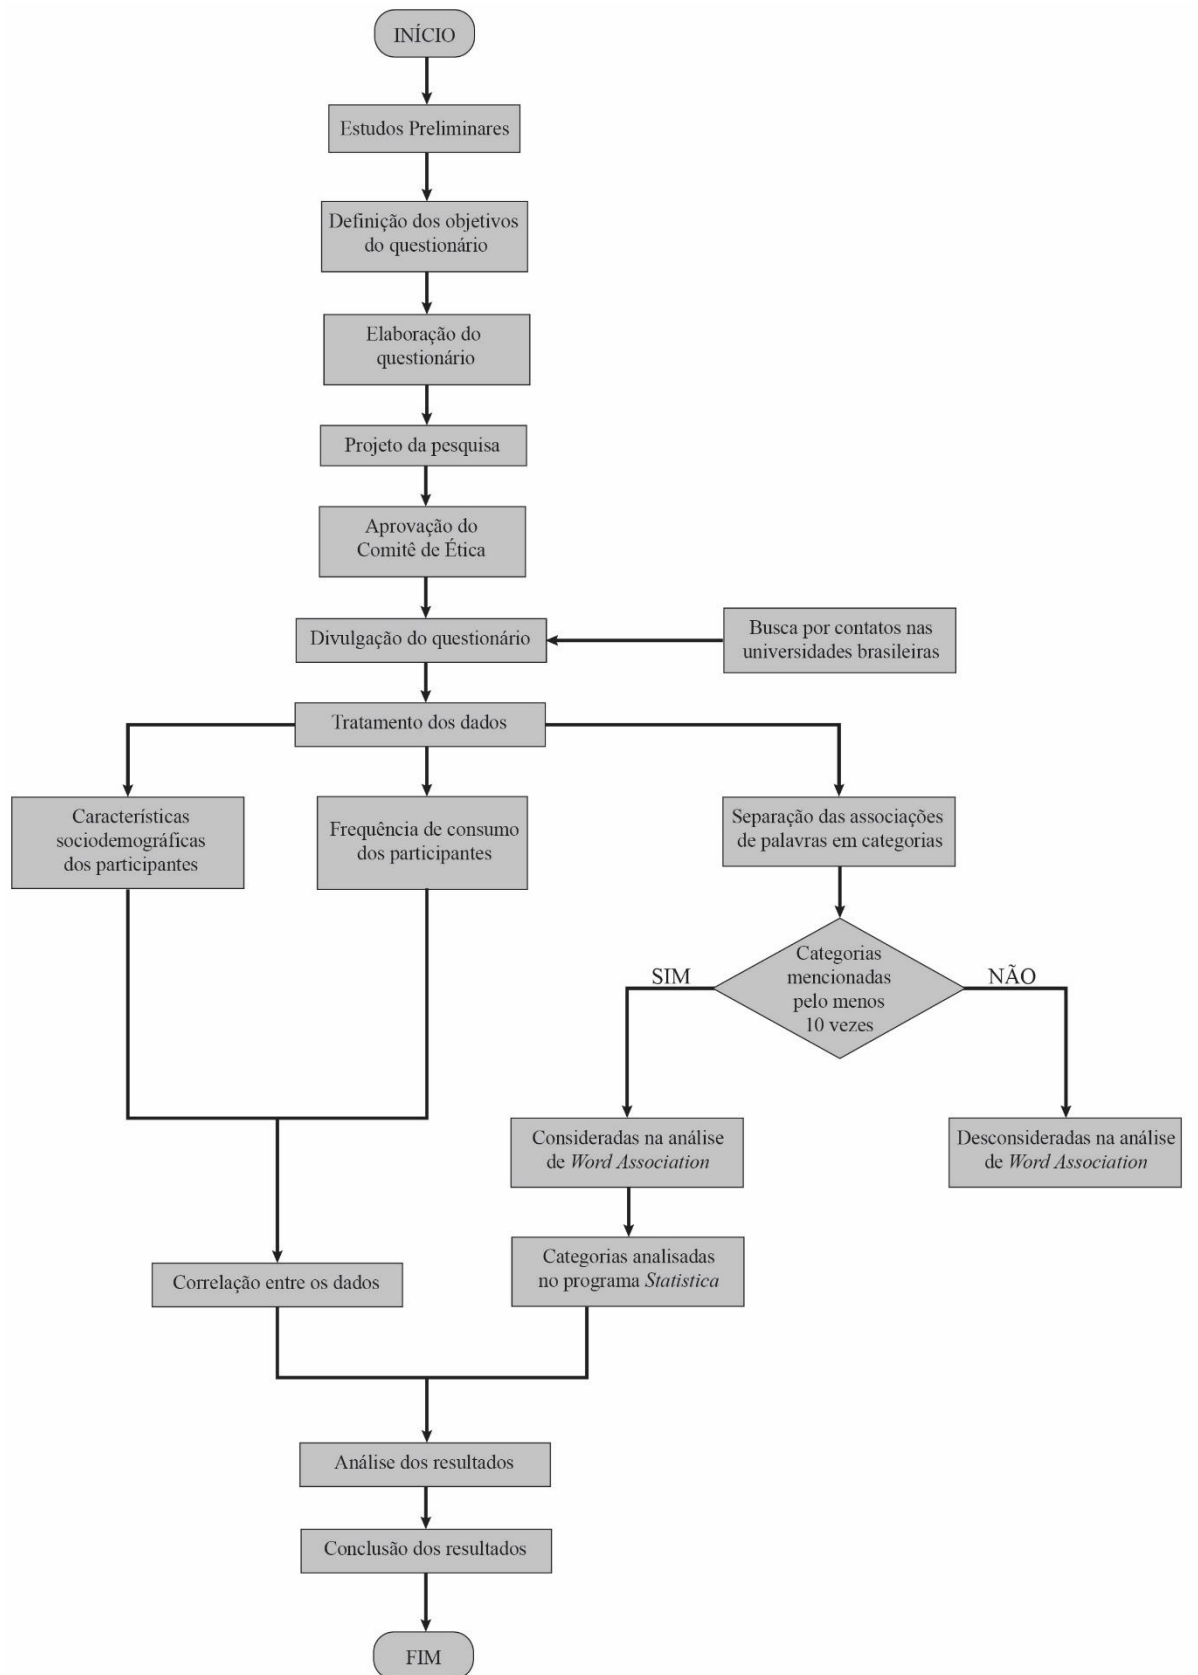 INÍCIO
Estudos Preliminares
Definição dos objetivos
do questionário
Elaboração do
questionário
Projeto da pesquisa
Aprovação do
Comitê de Ética
Divulgação do questionário
Busca por contatos nas
universidades brasileiras
Tratamento dos dados
Características
sociodemográficas
dos participantes
Frequência de consumo
dos participantes
Separação das associações
de palavras em categorias
Categorias
mencionadas
pelo menos
10 vezes
SIM
NÃO
Consideradas na análise
de Word Association
Desconsideradas na análise
de Word Association
Categorias analisadas
no programa Statistica
Correlação entre os dados
Análise dos resultados
Conclusão dos resultados
FIM